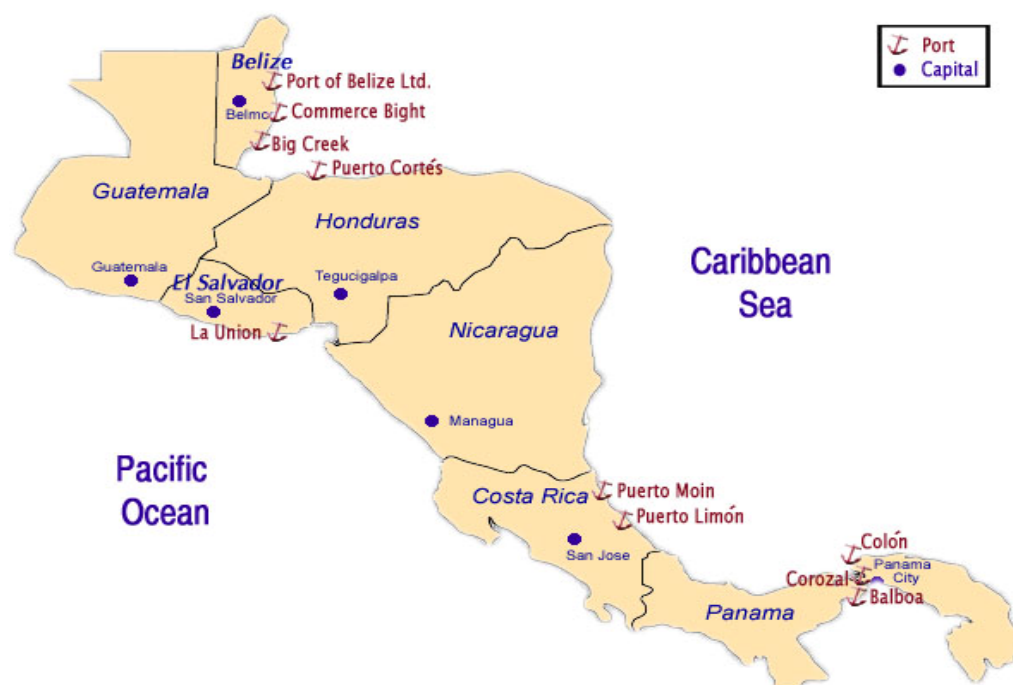 Port
Capital
Belize
Port of Belize Ltd.
Commerce Bight
Big Creek
Puerto Cortés
Guatemala
Honduras
Guatemala
El Salvador
San Salvador
Tegucigalpa
La Union
Caribbean
Sea
Nicaragua
Managua
Pacific
Ocean
Costa Rica
Puerto Moin
Puerto Limón
San Jose
Colón
Panama
City
Corozal
Balboa
Panama